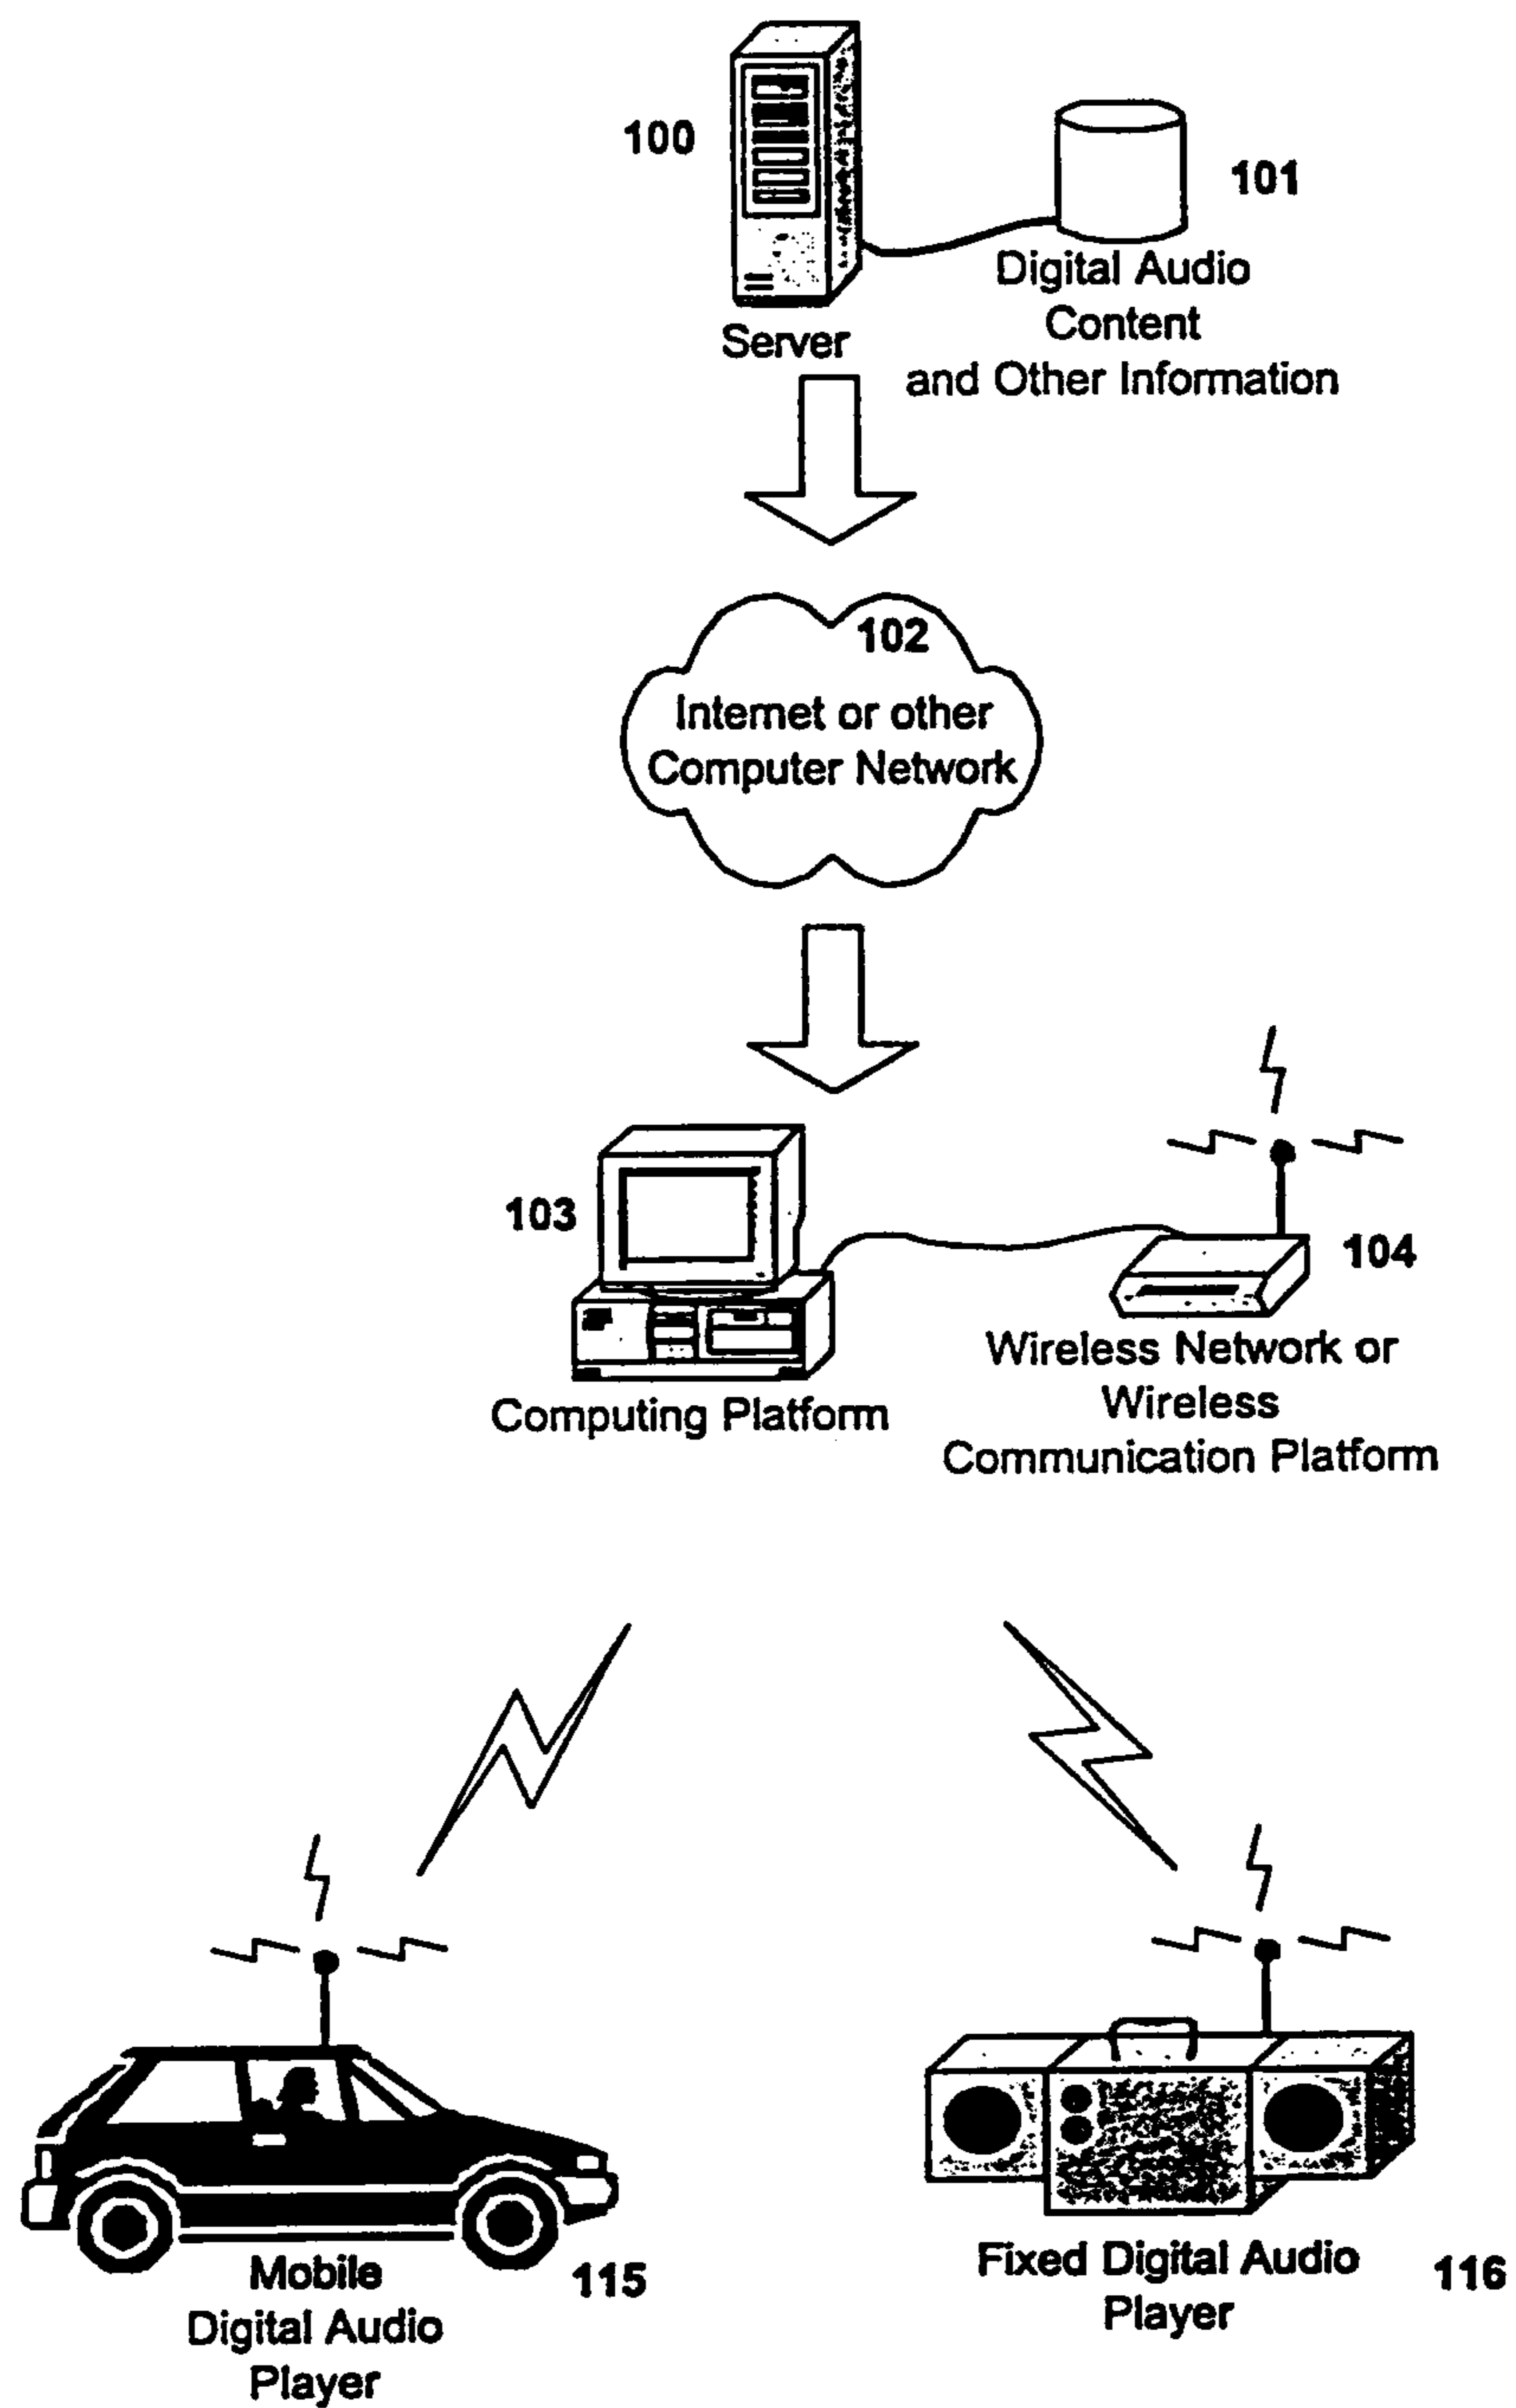 100
101
Digital Audio
Content
and Other Information
Server
102
Internet or other
Computer Network
103
104
Computing Platform
Wireless Network or
Wireless
Communication Platform
Mobile
Digital Audio
Player
115
Fixed Digital Audio
Player
116